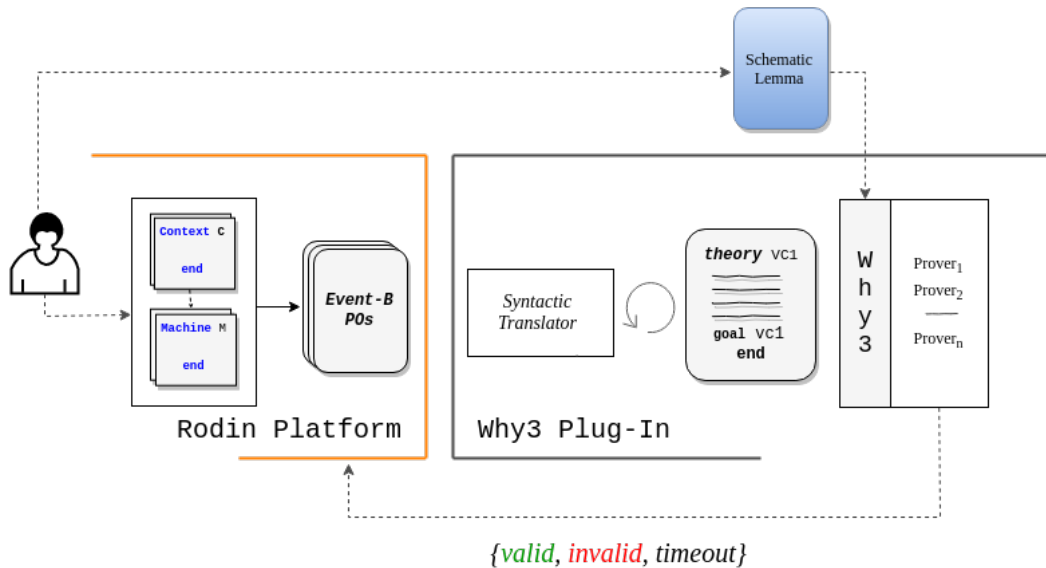 Schematic
Lemma
Context C
end
Machine M
end
Event-B
POs
Rodin Platform
Syntactic
Translator
theory VC1
goal VC1
end
Why3
Prover1
Prover2
Provern
Why3 Plug-In
{valid, invalid, timeout}